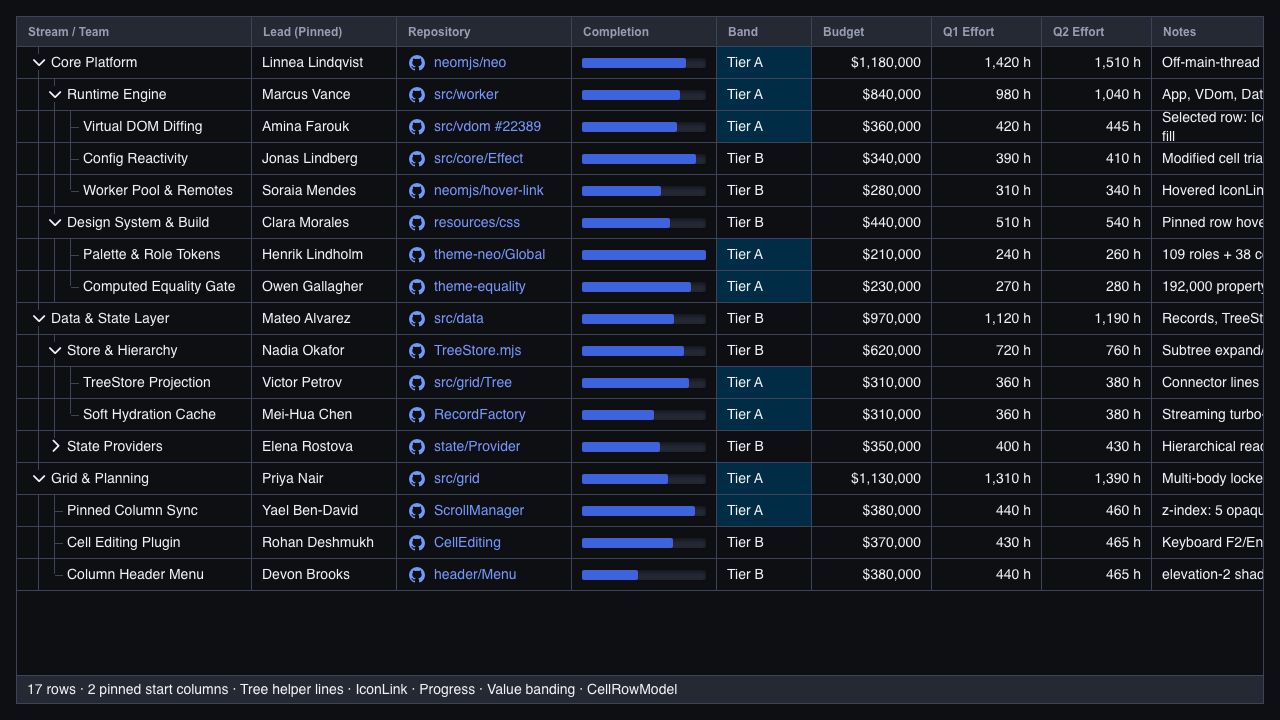 Stream / Team Lead (Pinned) Repository Completion Band Budget Q1 Effort Q2 Effort Notes
Core Platform Linnea Lindqvist neomjs/neo Tier A $1,180,000 1,420 h 1,510 h Off-main-thread
Runtime Engine Marcus Vance src/worker Tier A $840,000 980 h 1,040 h App, VDom, Dat
Virtual DOM Diffing Amina Farouk src/vdom #22389 Tier A $360,000 420 h 445 h Selected row: Ico
fill
Config Reactivity Jonas Lindberg src/core/Effect Tier B $340,000 390 h 410 h Modified cell tria
Worker Pool & Remotes Soraia Mendes neomjs/hover-link Tier B $280,000 310 h 340 h Hovered IconLin
Design System & Build Clara Morales resources/css Tier B $440,000 510 h 540 h Pinned row hove
Palette & Role Tokens Henrik Lindholm theme-neo/Global Tier A $210,000 240 h 260 h 109 roles + 38 c
Computed Equality Gate Owen Gallagher theme-equality Tier A $230,000 270 h 280 h 192,000 property
Data & State Layer Mateo Alvarez src/data Tier B $970,000 1,120 h 1,190 h Records, TreeSt
Store & Hierarchy Nadia Okafor TreeStore.mjs Tier B $620,000 720 h 760 h Subtree expand/
TreeStore Projection Victor Petrov src/grid/Tree Tier A $310,000 360 h 380 h Connector lines
Soft Hydration Cache Mei-Hua Chen RecordFactory Tier A $310,000 360 h 380 h Streaming turbo-
State Providers Elena Rostova state/Provider Tier B $350,000 400 h 430 h Hierarchical reac
Grid & Planning Priya Nair src/grid Tier A $1,130,000 1,310 h 1,390 h Multi-body locke
Pinned Column Sync Yael Ben-David ScrollManager Tier A $380,000 440 h 460 h z-index: 5 opaqu
Cell Editing Plugin Rohan Deshmukh CellEditing Tier B $370,000 430 h 465 h Keyboard F2/En
Column Header Menu Devon Brooks header/Menu Tier B $380,000 440 h 465 h elevation-2 shad
17 rows · 2 pinned start columns · Tree helper lines · IconLink · Progress · Value banding · CellRowModel